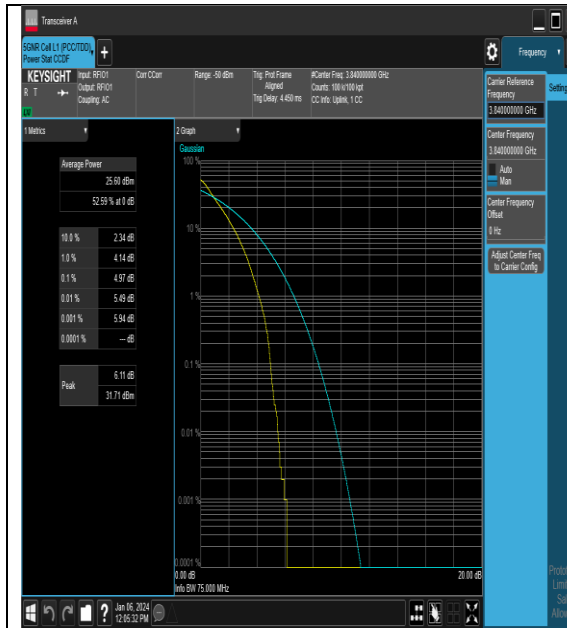 Transceiver A
5GNR Cell L1 (PCC/TDD),
Power Stat CCDF
+
Frequency
KEYSIGHT
R T
LV
Input: RFIO1
Output: RFIO1
Coupling: AC
Corr CCorr
Range: -50 dBm
Trig: Prot Frame
Aligned
Trig Delay: 4.450 ms
#Center Freq: 3.840000000 GHz
Counts: 100 k/100 kpt
CC Info: Uplink, 1 CC
Carrier Reference
Frequency
3.840000000 GHz
Setting
Center Frequency
3.840000000 GHz
Auto
Man
Center Frequency
Offset
0 Hz
Adjust Center Freq
to Carrier Config
1 Metrics
Average Power
25.60 dBm
52.59 % at 0 dB
10.0 % 2.34 dB
1.0 % 4.14 dB
0.1 % 4.97 dB
0.01 % 5.49 dB
0.001 % 5.94 dB
0.0001 % --- dB
Peak
6.11 dB
31.71 dBm
2 Graph
Gaussian
100 %
10 %
1 %
0.1 %
0.01 %
0.001 %
0.0001 %
0.00 dB
20.00 dB
Info BW 75.000 MHz
Proto
Limit
Sal
Allow
?
Jan 06, 2024
12:05:32 PM